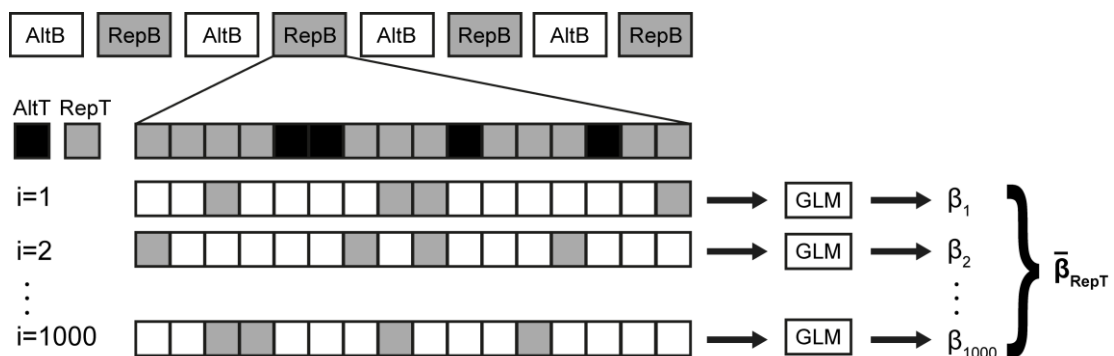 AltB RepB AltB RepB AltB RepB AltB RepB
AltT RepT
i=1 GLM β1
i=2 GLM β2
β̄RepT
i=1000 GLM β1000